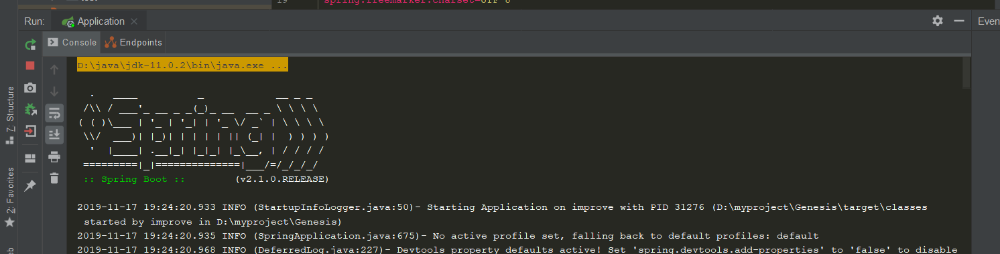 19 spring.freemarker.charset=UTF-8
Run: Application Even
Console Endpoints
D:\java\jdk-11.0.2\bin\java.exe ...
  .   ____          _            __ _ _
 /\\ / ___'_ __ _ _(_)_ __  __ _ \ \ \ \
( ( )\___ | '_ | '_| | '_ \/ _` | \ \ \ \
 \\/  ___)| |_)| | | | | || (_| |  ) ) ) )
  '  |____| .__|_| |_|_| |_\__, | / / / /
 =========|_|==============|___/=/_/_/_/
:: Spring Boot :: (v2.1.0.RELEASE)
2019-11-17 19:24:20.933 INFO (StartupInfoLogger.java:50)- Starting Application on improve with PID 31276 (D:\myproject\Genesis\target\classes
started by improve in D:\myproject\Genesis)
2019-11-17 19:24:20.935 INFO (SpringApplication.java:675)- No active profile set, falling back to default profiles: default
2019-11-17 19:24:20.968 INFO (DeferredLog.java:227)- Devtools property defaults active! Set 'spring.devtools.add-properties' to 'false' to disable
7: Structure
2: Favorites